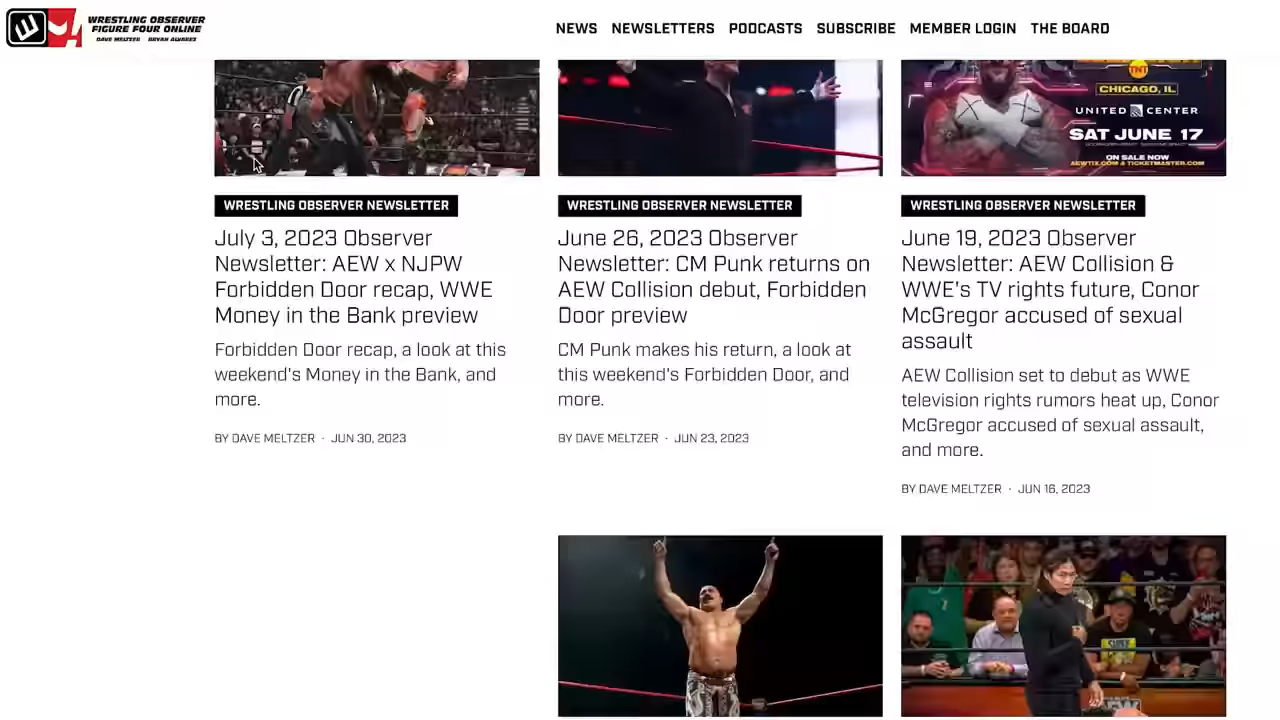 WRESTLING OBSERVER
FIGURE FOUR ONLINE
DAVE MELTZER BRYAN ALVAREZ
NEWS NEWSLETTERS PODCASTS SUBSCRIBE MEMBER LOGIN THE BOARD
TNT
CHICAGO, IL
UNITED CENTER
SAT JUNE 17
ON SALE NOW
AEWTIX.COM & TICKETMASTER.COM
WRESTLING OBSERVER NEWSLETTER
July 3, 2023 Observer
Newsletter: AEW x NJPW
Forbidden Door recap, WWE
Money in the Bank preview
Forbidden Door recap, a look at this
weekend's Money in the Bank, and
more.
BY DAVE MELTZER · JUN 30, 2023
WRESTLING OBSERVER NEWSLETTER
June 26, 2023 Observer
Newsletter: CM Punk returns on
AEW Collision debut, Forbidden
Door preview
CM Punk makes his return, a look at
this weekend's Forbidden Door, and
more.
BY DAVE MELTZER · JUN 23, 2023
WRESTLING OBSERVER NEWSLETTER
June 19, 2023 Observer
Newsletter: AEW Collision &
WWE's TV rights future, Conor
McGregor accused of sexual
assault
AEW Collision set to debut as WWE
television rights rumors heat up, Conor
McGregor accused of sexual assault,
and more.
BY DAVE MELTZER · JUN 16, 2023